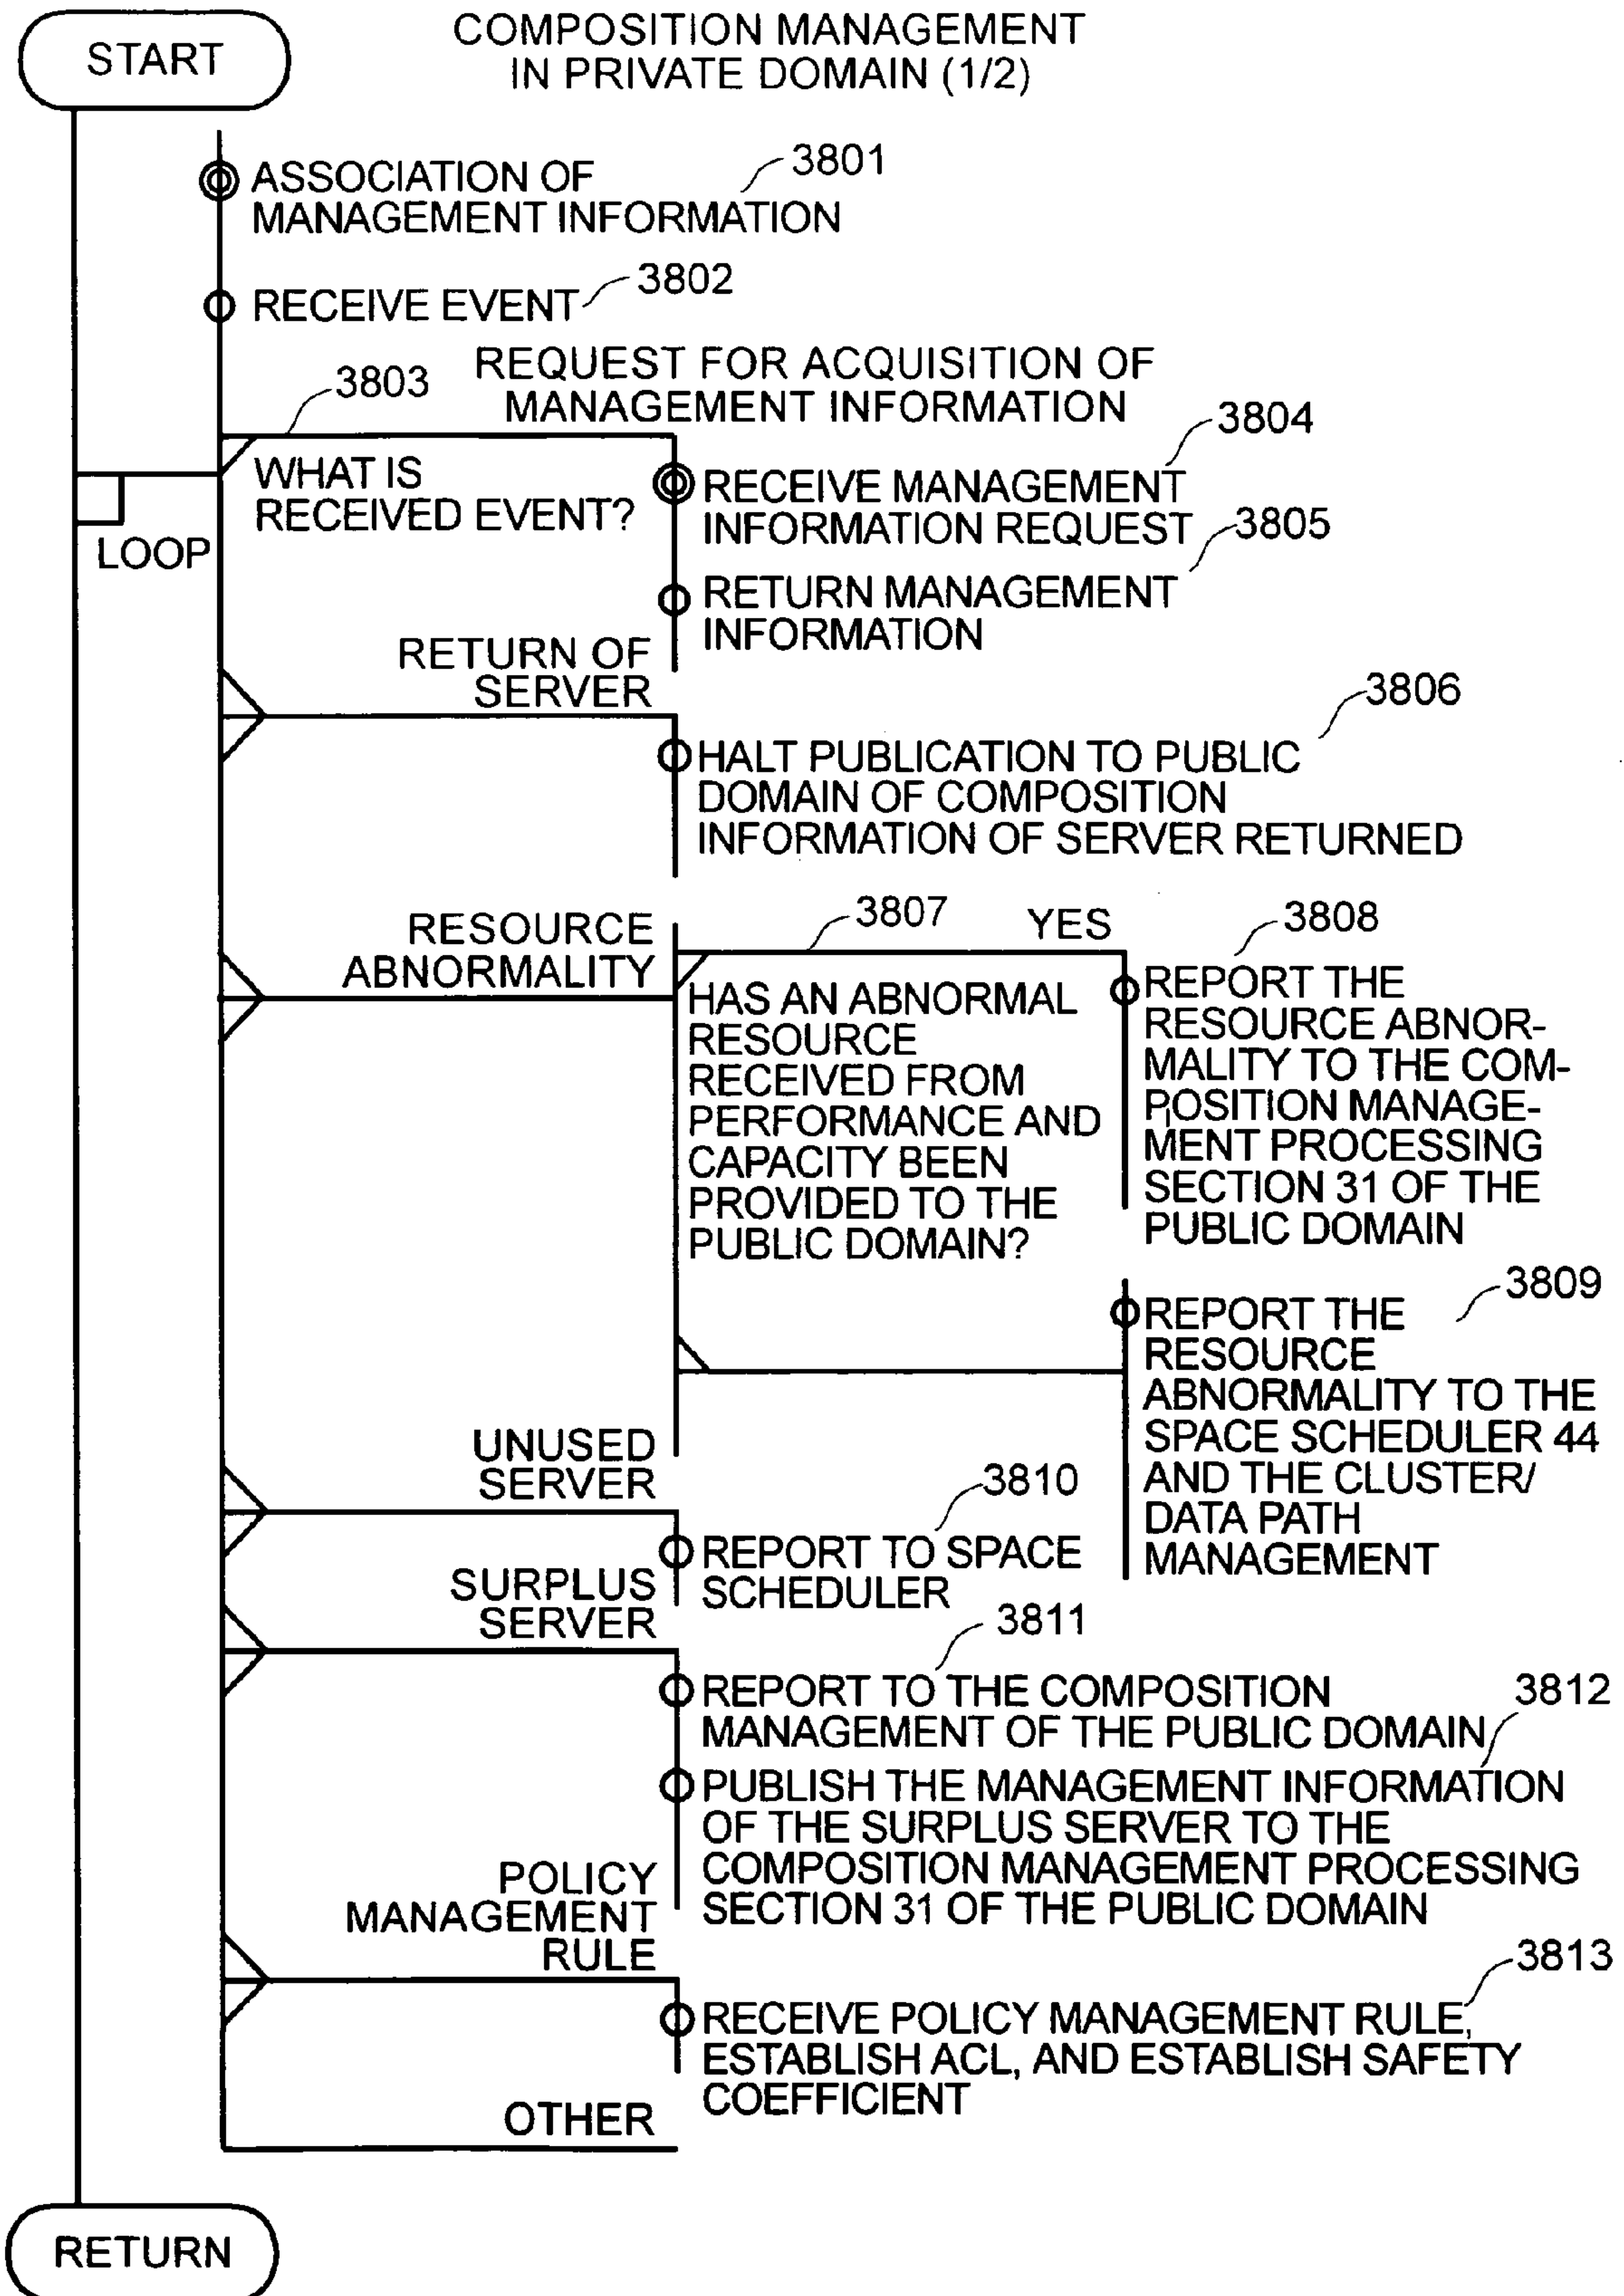 START
COMPOSITION MANAGEMENT
IN PRIVATE DOMAIN (1/2)
ASSOCIATION OF
MANAGEMENT INFORMATION
3801
RECEIVE EVENT
3802
3803
REQUEST FOR ACQUISITION OF
MANAGEMENT INFORMATION
WHAT IS
RECEIVED EVENT?
LOOP
3804
RECEIVE MANAGEMENT
INFORMATION REQUEST
3805
RETURN MANAGEMENT
INFORMATION
RETURN OF
SERVER
3806
HALT PUBLICATION TO PUBLIC
DOMAIN OF COMPOSITION
INFORMATION OF SERVER RETURNED
RESOURCE
ABNORMALITY
3807
YES
HAS AN ABNORMAL
RESOURCE
RECEIVED FROM
PERFORMANCE AND
CAPACITY BEEN
PROVIDED TO THE
PUBLIC DOMAIN?
3808
REPORT THE
RESOURCE ABNOR-
MALITY TO THE COM-
POSITION MANAGE-
MENT PROCESSING
SECTION 31 OF THE
PUBLIC DOMAIN
3809
REPORT THE
RESOURCE
ABNORMALITY TO THE
SPACE SCHEDULER 44
AND THE CLUSTER/
DATA PATH
MANAGEMENT
UNUSED
SERVER
3810
REPORT TO SPACE
SCHEDULER
SURPLUS
SERVER
3811
REPORT TO THE COMPOSITION
MANAGEMENT OF THE PUBLIC DOMAIN
3812
PUBLISH THE MANAGEMENT INFORMATION
OF THE SURPLUS SERVER TO THE
COMPOSITION MANAGEMENT PROCESSING
SECTION 31 OF THE PUBLIC DOMAIN
POLICY
MANAGEMENT
RULE
3813
RECEIVE POLICY MANAGEMENT RULE,
ESTABLISH ACL, AND ESTABLISH SAFETY
COEFFICIENT
OTHER
RETURN